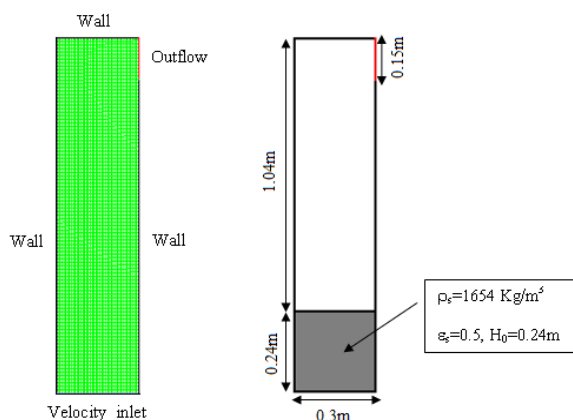 Wall
Outflow
Wall
Wall
Velocity inlet
0.15m
1.04m
0.24m
0.3m
ρs=1654 Kg/m³
εs=0.5, H0=0.24m